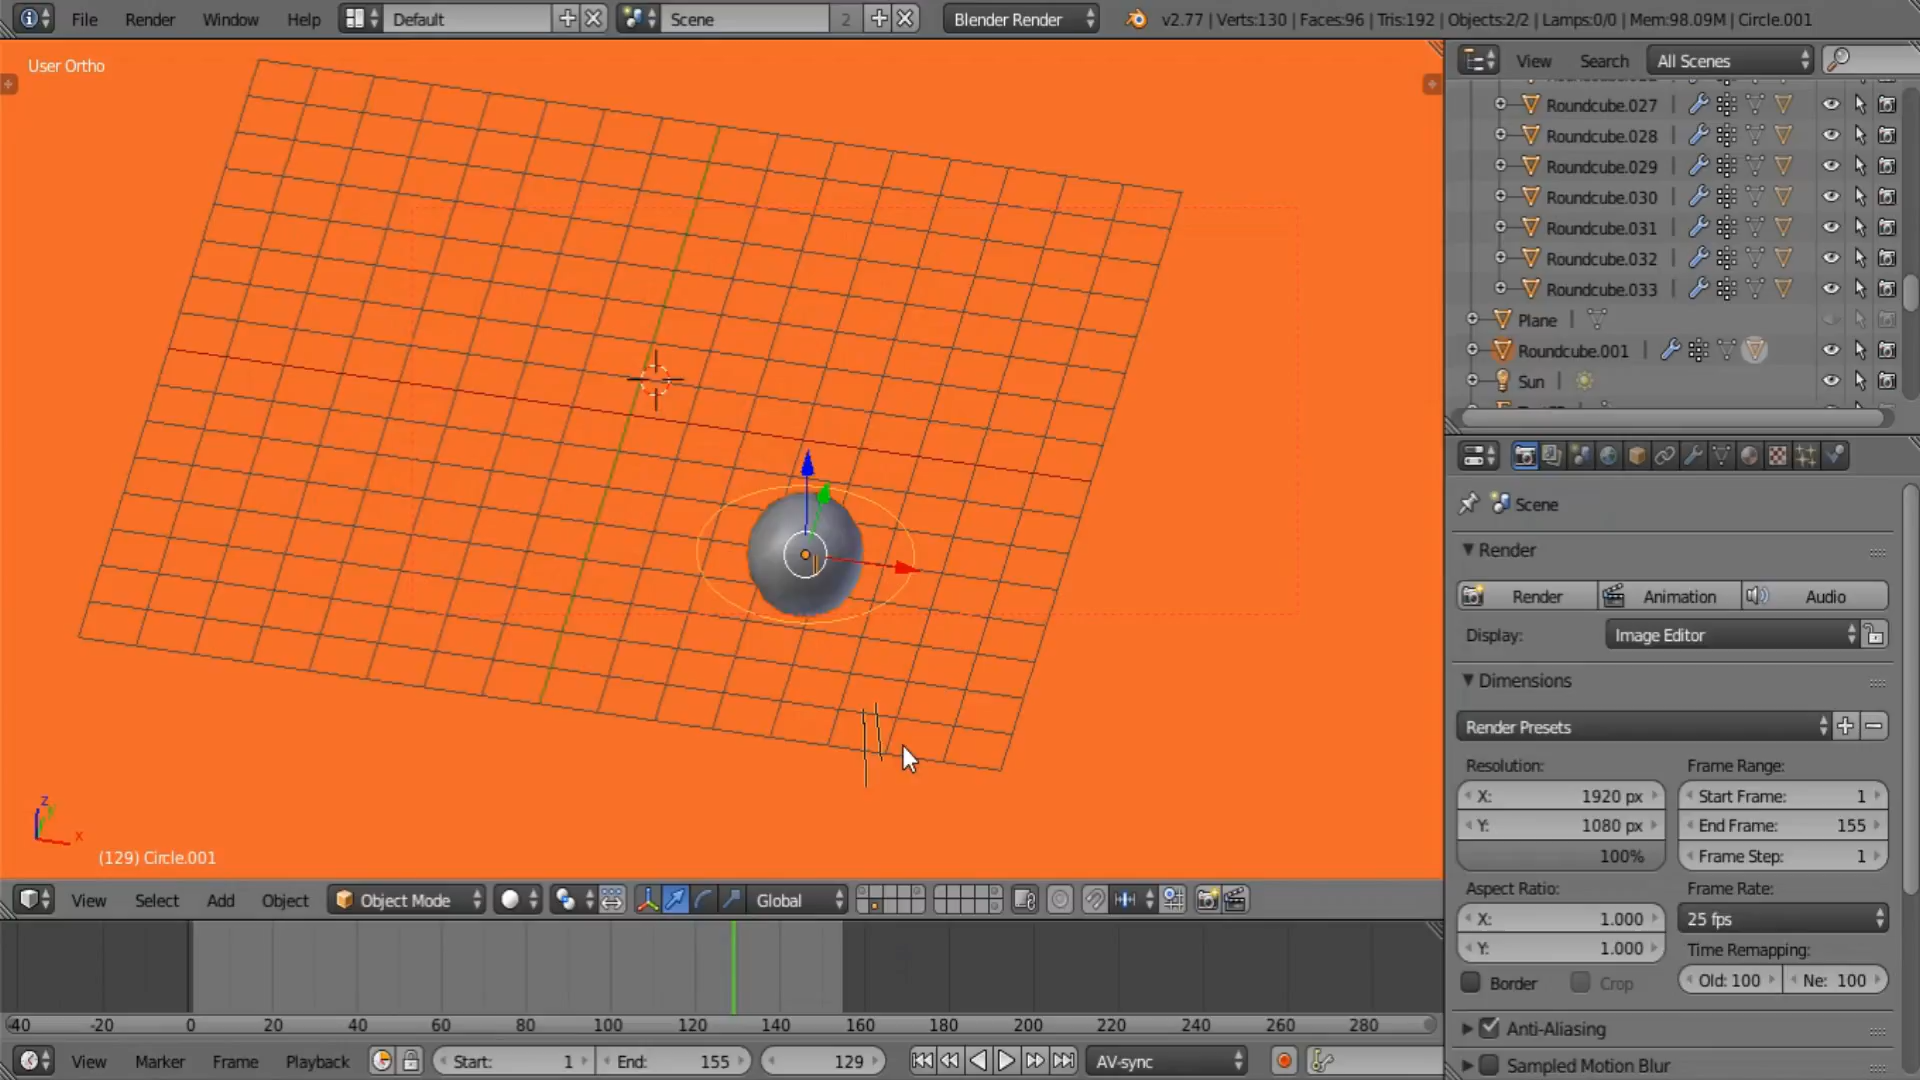 File Render Window Help Default Scene 2 Blender Render v2.77 | Verts:130 | Faces:96 | Tris:192 | Objects:2/2 | Lamps:0/0 | Mem:98.09M | Circle.001
User Ortho
View Search All Scenes
Roundcube.027
Roundcube.028
Roundcube.029
Roundcube.030
Roundcube.031
Roundcube.032
Roundcube.033
Plane
Roundcube.001
Sun
Scene
Render
Render Animation Audio
Display: Image Editor
Dimensions
Render Presets
Resolution: Frame Range:
X: 1920 px Start Frame: 1
Y: 1080 px End Frame: 155
100% Frame Step: 1
Aspect Ratio: Frame Rate:
X: 1.000 25 fps
Y: 1.000 Time Remapping:
Border Crop Old: 100 Ne: 100
Anti-Aliasing
Sampled Motion Blur
z
x
(129) Circle.001
View Select Add Object Object Mode Global
-40 -20 0 20 40 60 80 100 120 140 160 180 200 220 240 260 280
View Marker Frame Playback Start: 1 End: 155 129 AV-sync